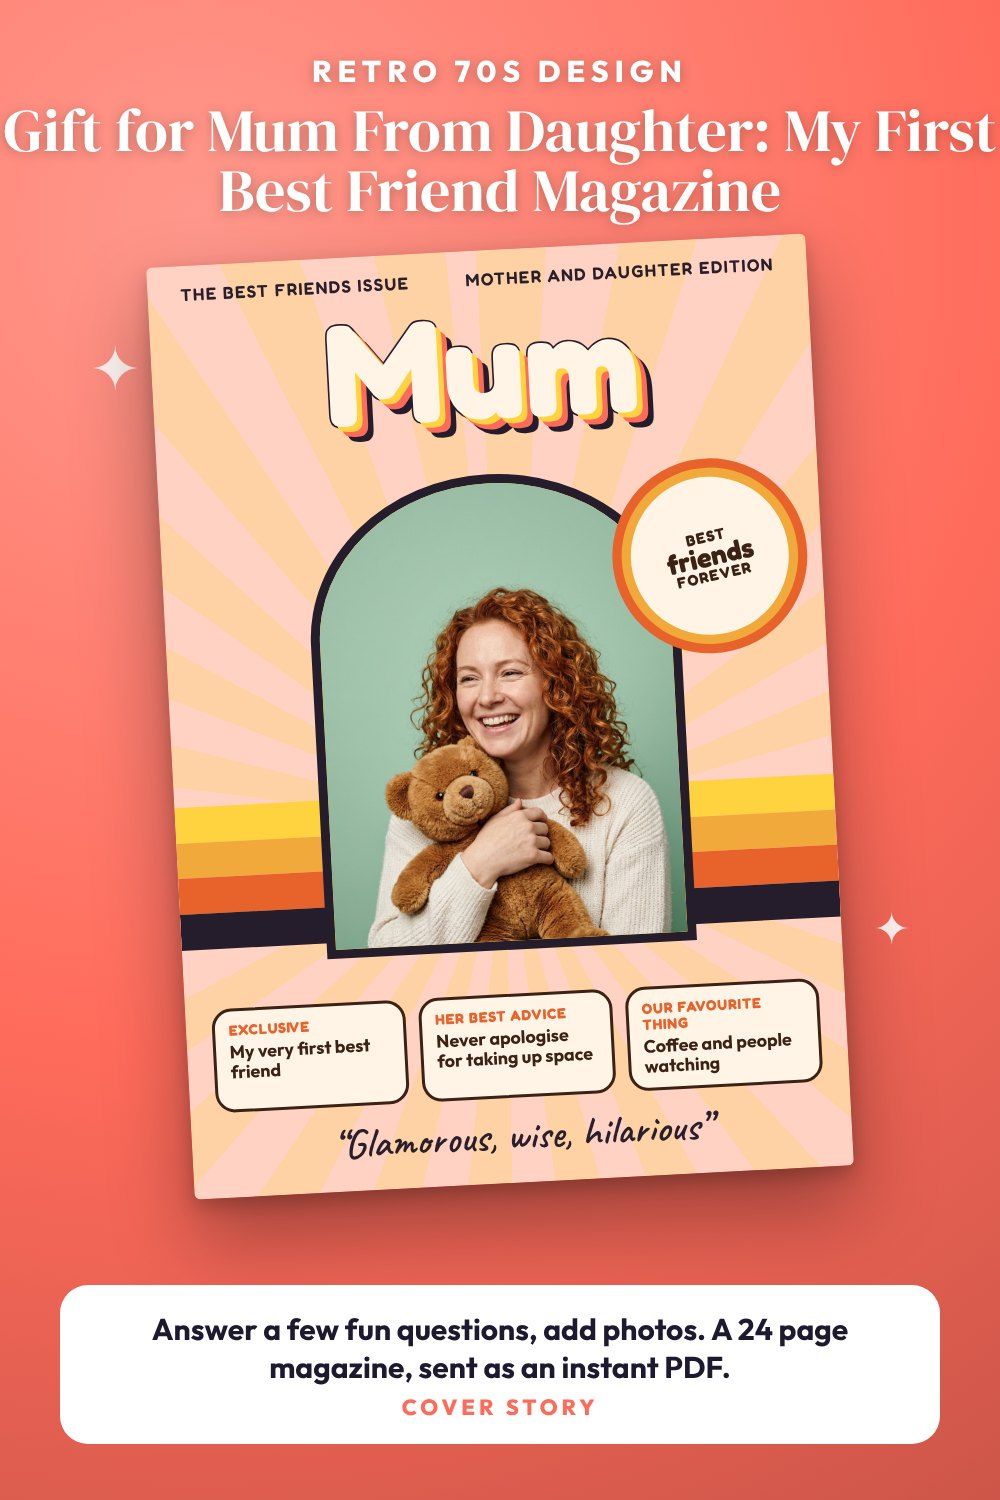 RETRO 70S DESIGN
Gift for Mum From Daughter: My First
Best Friend Magazine
THE BEST FRIENDS ISSUE
MOTHER AND DAUGHTER EDITION
Mum
BEST
friends
FOREVER
EXCLUSIVE
My very first best
friend
HER BEST ADVICE
Never apologise
for taking up space
OUR FAVOURITE
THING
Coffee and people
watching
“Glamorous, wise, hilarious”
Answer a few fun questions, add photos. A 24 page
magazine, sent as an instant PDF.
COVER STORY